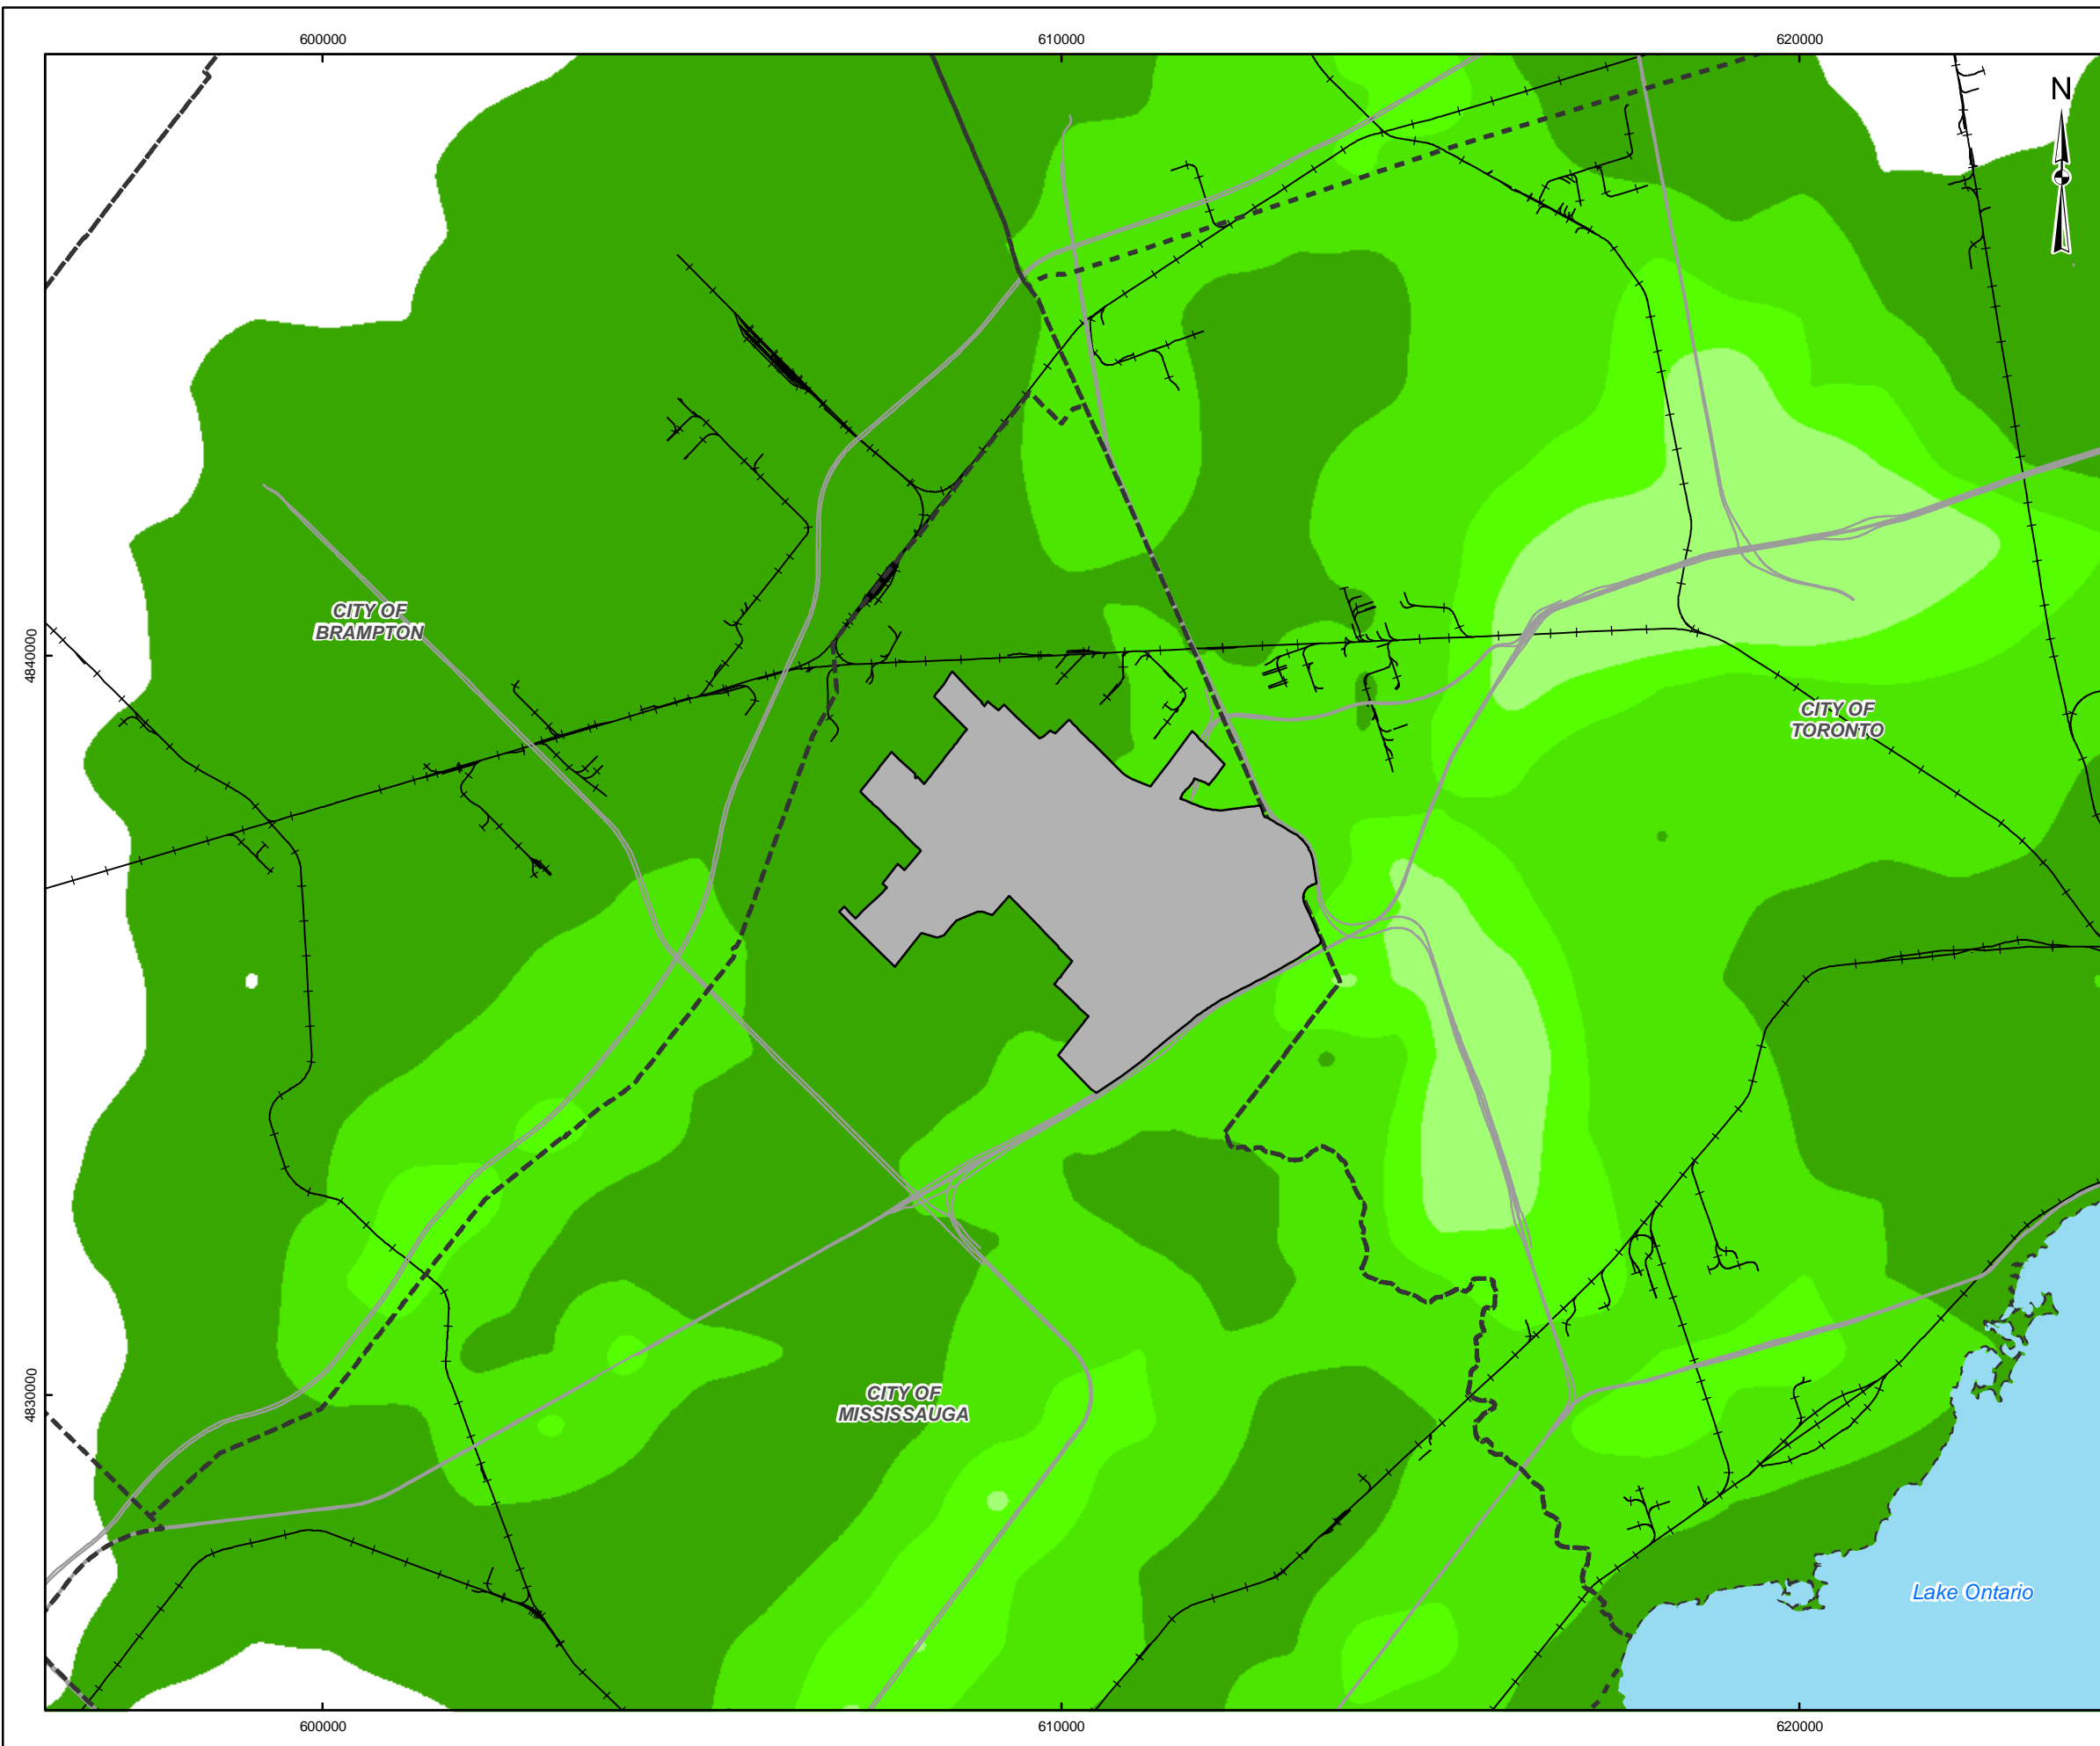 600000
610000
620000
N
CITY OF
BRAMPTON
4840000
CITY OF
TORONTO
4830000
CITY OF
MISSISSAUGA
Lake Ontario
600000
610000
620000